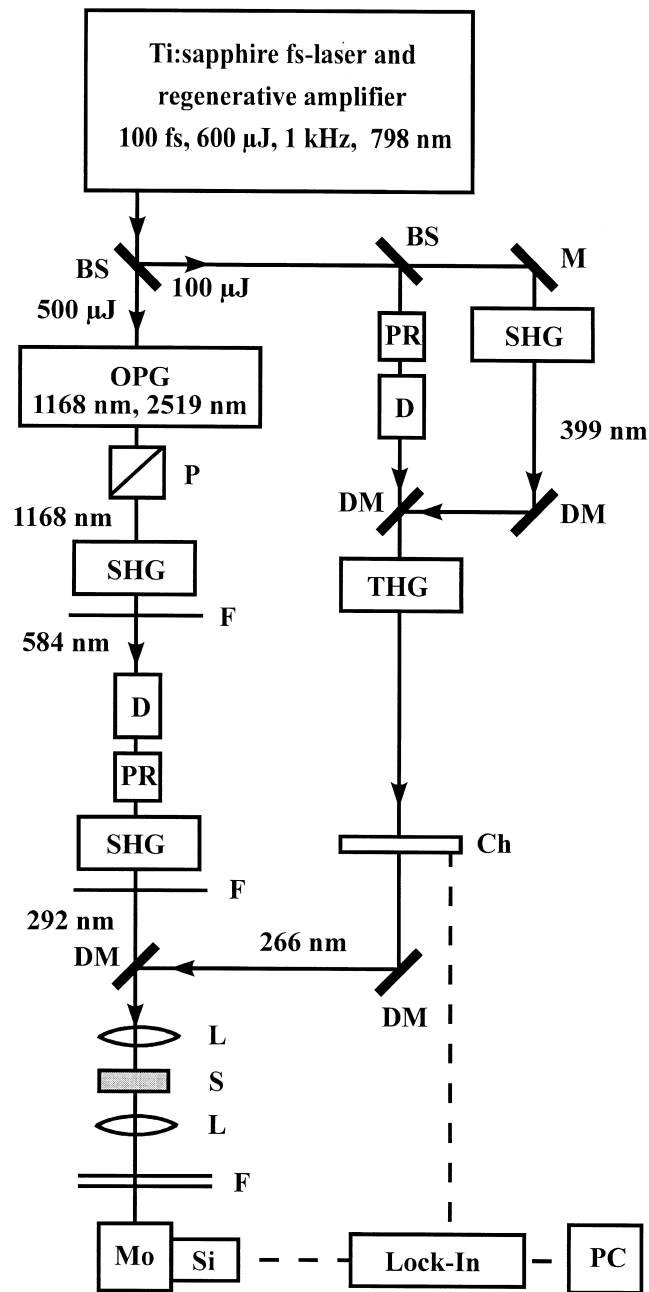 Ti:sapphire fs-laser and
regenerative amplifier
100 fs, 600 µJ, 1 kHz, 798 nm
BS
BS
M
100 µJ
500 µJ
OPG
1168 nm, 2519 nm
PR
SHG
D
399 nm
P
DM
DM
1168 nm
SHG
THG
F
584 nm
D
PR
SHG
Ch
F
292 nm
266 nm
DM
DM
L
S
L
F
Mo
Si
Lock-In
PC